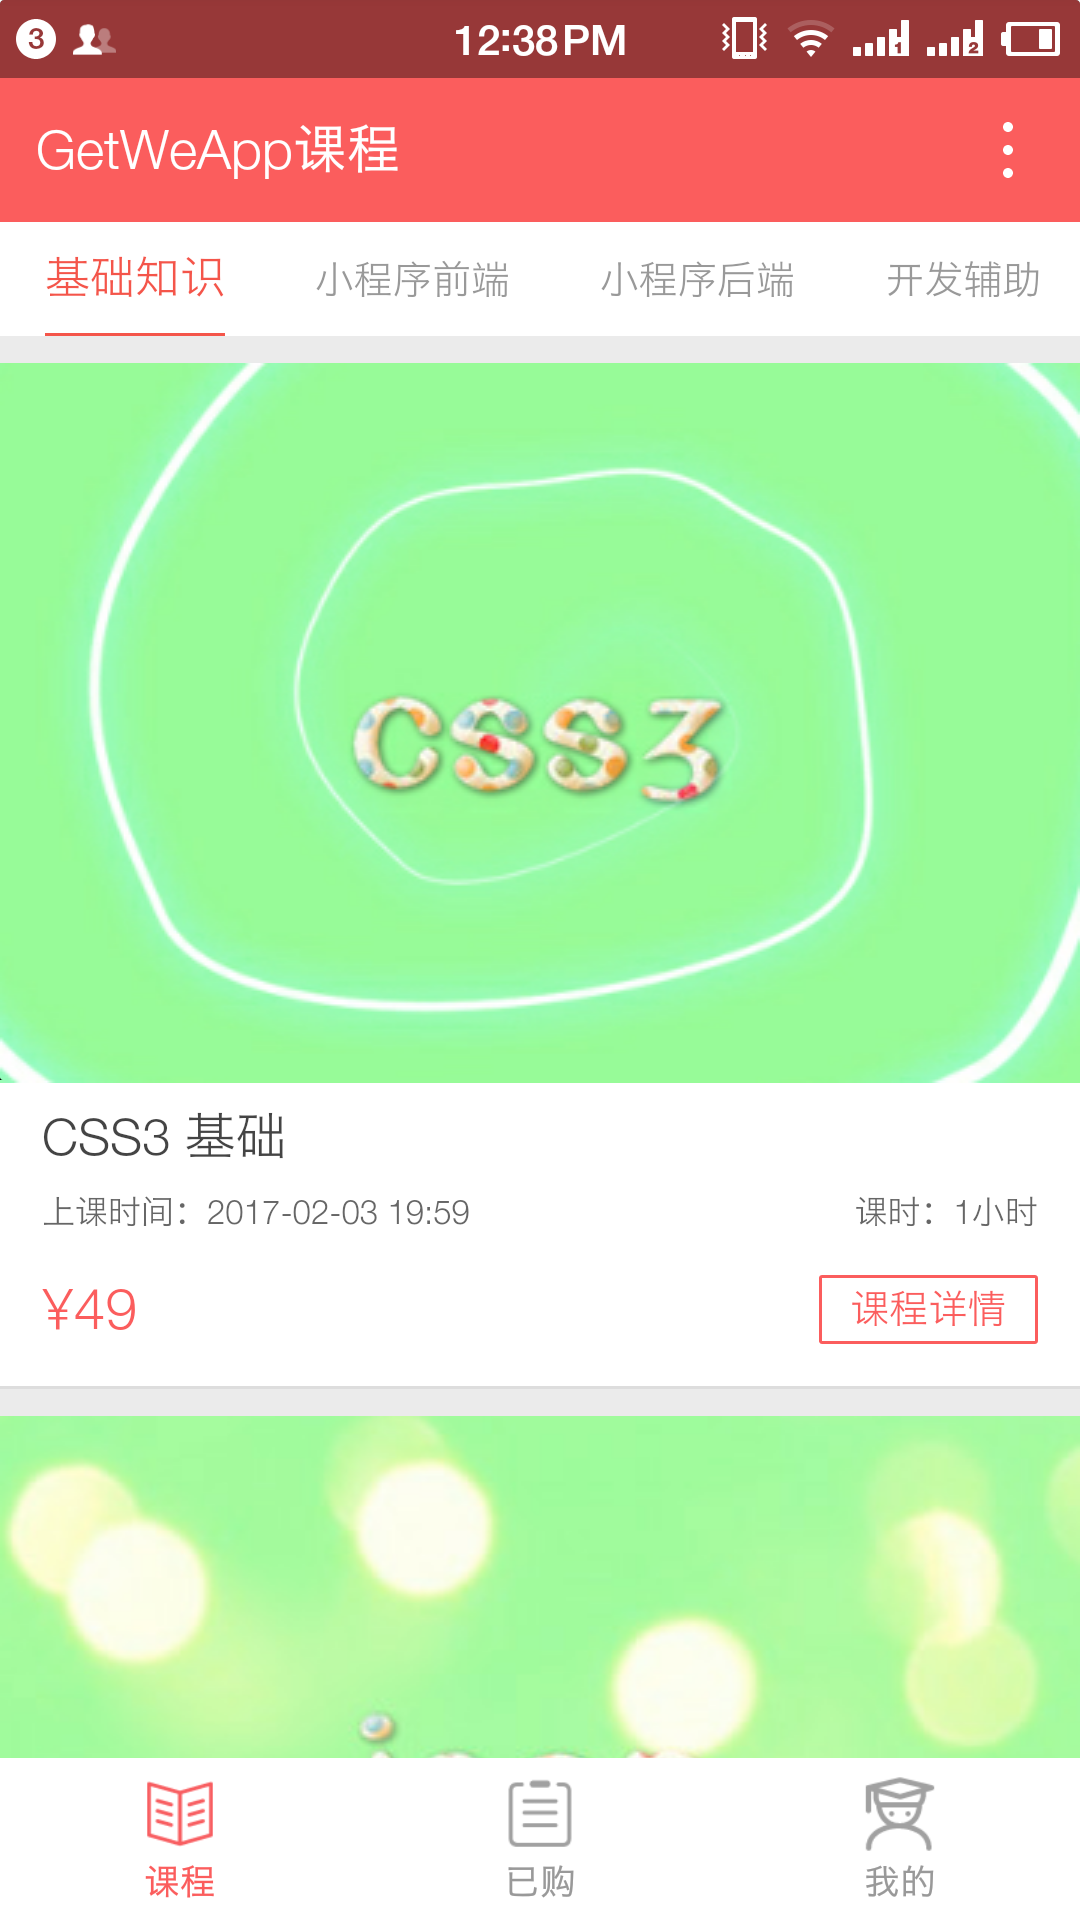 3 12:38 PM 1 2
GetWeApp课程
基础知识 小程序前端 小程序后端 开发辅助
CSS3
CSS3 基础
上课时间：2017-02-03 19:59 课时：1小时
¥49 课程详情
课程 已购 我的